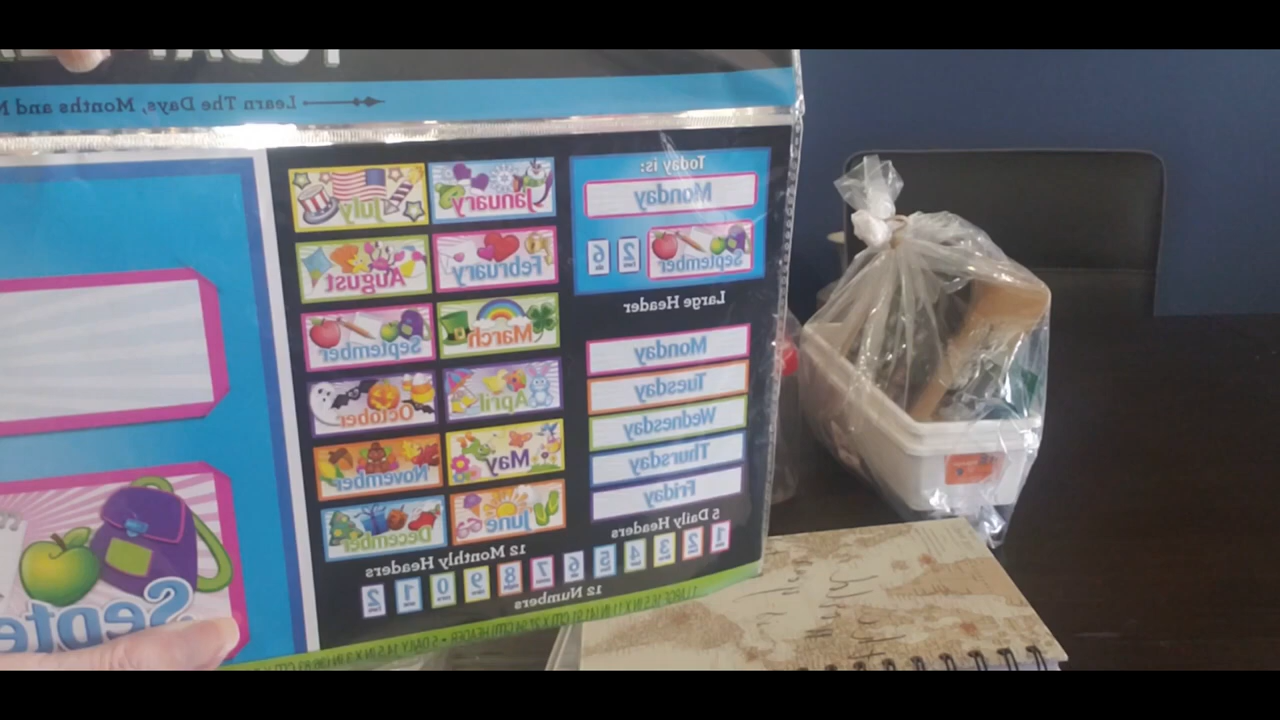 TODAY
Learn The Days, Months and
Today is:
Monday
September
2
6
Large Header
Monday
Tuesday
Wednesday
Thursday
Friday
5 Daily Headers
January
July
February
August
March
September
April
October
May
November
June
December
12 Monthly Headers
1 2 3 4 5 6 7 8 9 0 1 2
12 Numbers
Septe